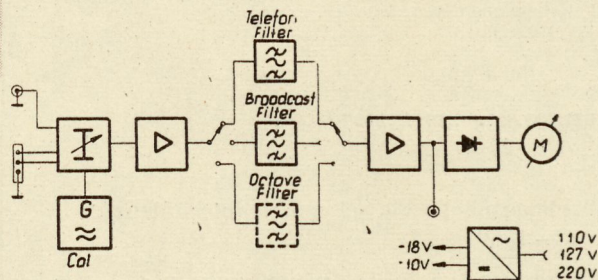 Telefon
Filter
Broadcast
Filter
Octave
Filter
G
Cal
M
-18V
-10V
110V
127V
220V